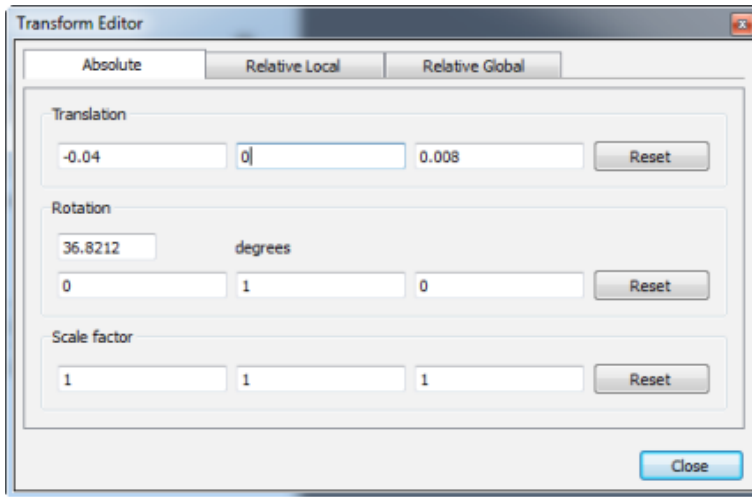 Transform Editor
Absolute Relative Local Relative Global
Translation
-0.04 0 0.008 Reset
Rotation
36.8212 degrees
0 1 0 Reset
Scale factor
1 1 1 Reset
Close